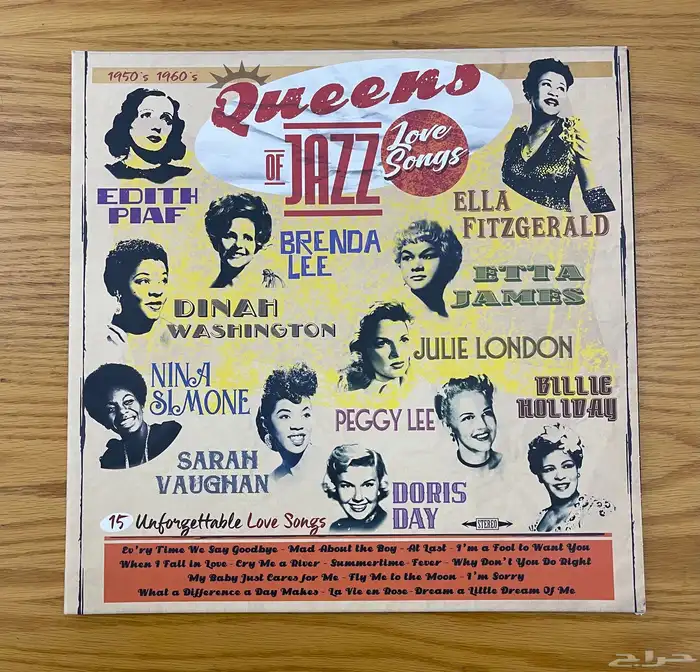 1950's 1960's
Queens
OF JAZZ
Love
Songs
EDITH
PIAF
ELLA
FITZGERALD
BRENDA
LEE
ETTA
JAMES
DINAH
WASHINGTON
JULIE LONDON
NINA
SIMONE
PEGGY LEE
BILLIE
HOLIDAY
SARAH
VAUGHAN
DORIS
DAY
STEREO
15 Unforgettable Love Songs
Ev'ry Time We Say Goodbye - Mad About the Boy - At Last - I'm a Fool to Want You
When I Fall in Love - Cry Me a River - Summertime - Fever - Why Don't You Do Right
My Baby Just Cares for Me - Fly Me to the Moon - I'm Sorry
What a Difference a Day Makes - La Vie en Rose - Dream a Little Dream Of Me
حراج